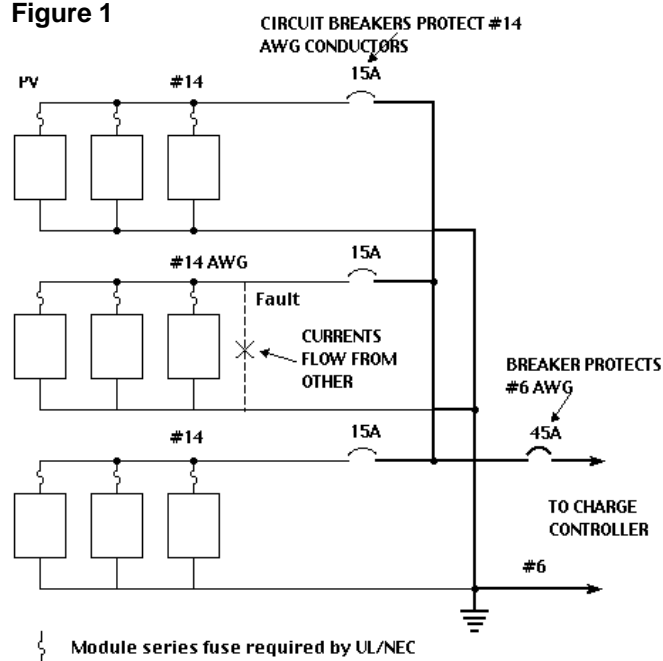 Figure 1
CIRCUIT BREAKERS PROTECT #14
AWG CONDUCTORS
PV
#14
15A
#14 AWG
15A
Fault
CURRENTS
FLOW FROM
OTHER
BREAKER PROTECTS
#6 AWG
#14
15A
45A
TO CHARGE
CONTROLLER
#6
Module series fuse required by UL/NEC